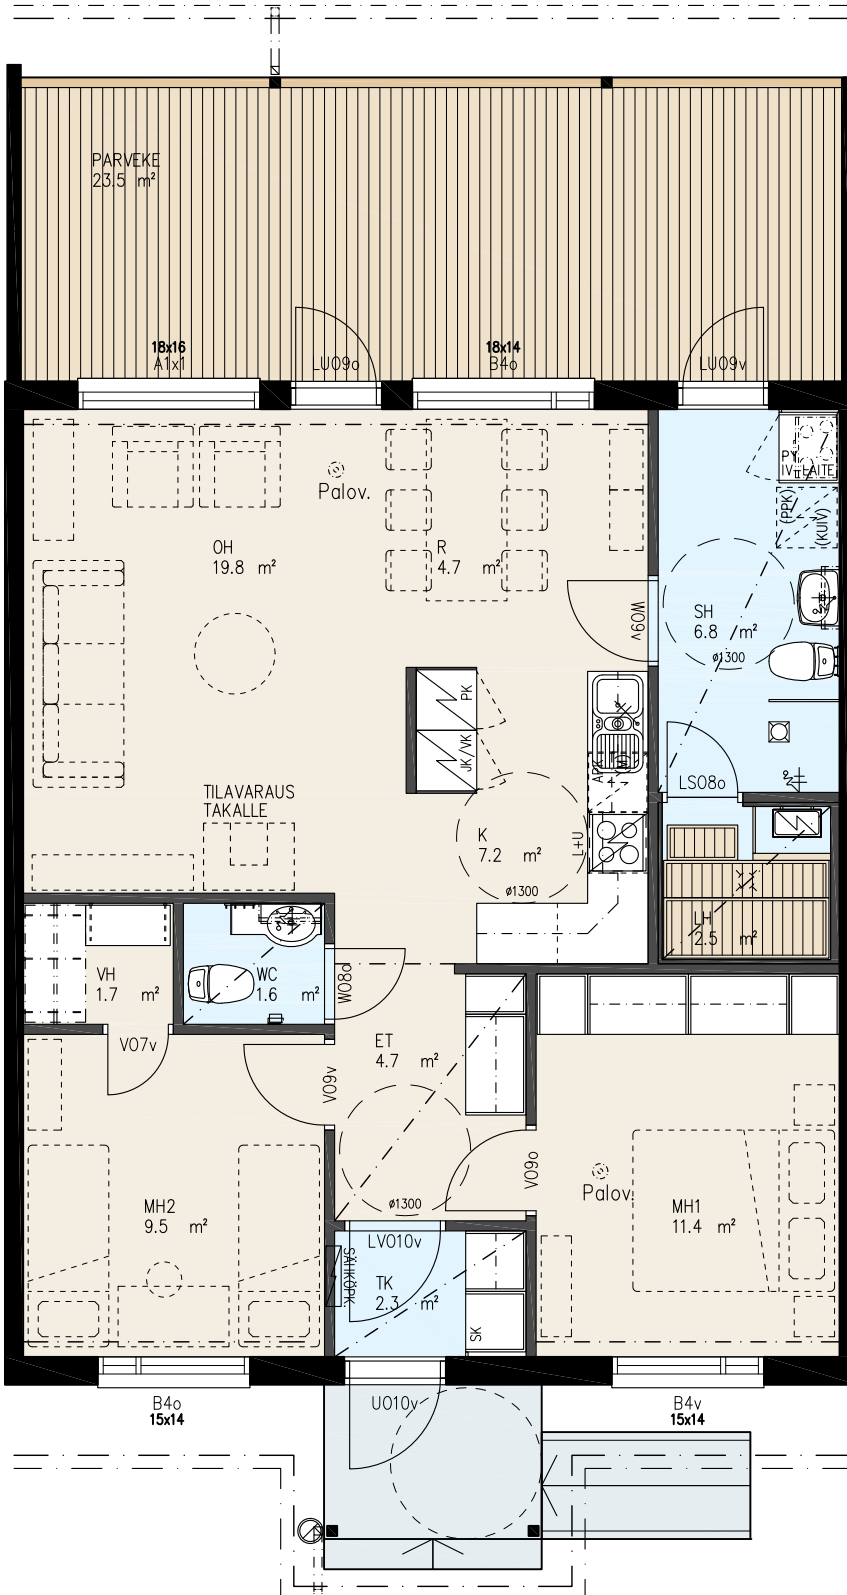 PARVEKE
23.5 m²
18x16
A1x1
LU09o
18x14
B4o
LU09v
PY
IV-LAITE
(PPK)
(KUIV)
Palov.
OH
19.8 m²
R
4.7 m²
W09v
SH
6.8 m²
ø1300
PK
JK/VK
APK
LS08o
TILAVARAUS
TAKALLE
K
7.2 m²
L+U
ø1300
LH
2.5 m²
VH
1.7 m²
WC
1.6 m²
W08o
V07v
ET
4.7 m²
V09v
V09o
Palov.
MH2
9.5 m²
ø1300
MH1
11.4 m²
LVO10v
SÄHKÖPK.
TK
2.3 m²
SK
B4o
15x14
UO10v
B4v
15x14